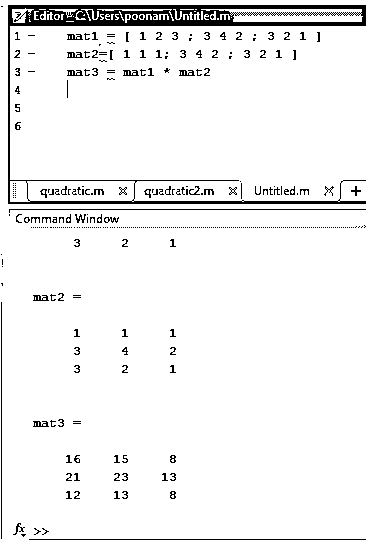 Editor - C:\Users\poonam\Untitled.m
1 - mat1 = [ 1 2 3 ; 3 4 2 ; 3 2 1 ]
2 - mat2=[ 1 1 1; 3 4 2 ; 3 2 1 ]
3 - mat3 = mat1 * mat2
4
5
6
quadratic.m × quadratic2.m × Untitled.m × +
Command Window
3 2 1
mat2 =
1 1 1
3 4 2
3 2 1
mat3 =
16 15 8
21 23 13
12 13 8
fx >>